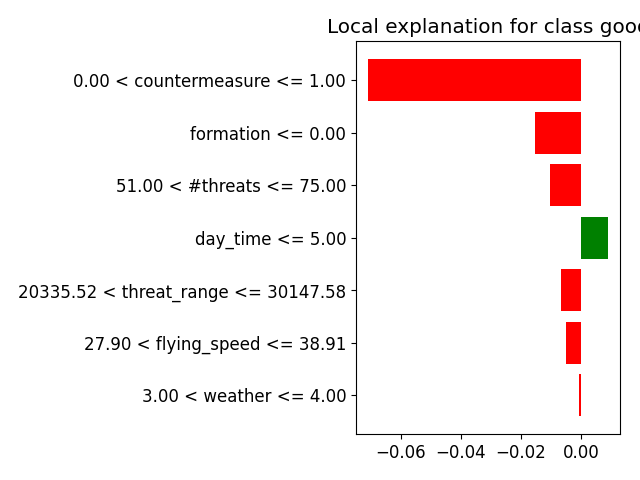 Local explanation for class goo
0.00 < countermeasure <= 1.00
formation <= 0.00
51.00 < #threats <= 75.00
day_time <= 5.00
20335.52 < threat_range <= 30147.58
27.90 < flying_speed <= 38.91
3.00 < weather <= 4.00
−0.06 −0.04 −0.02 0.00